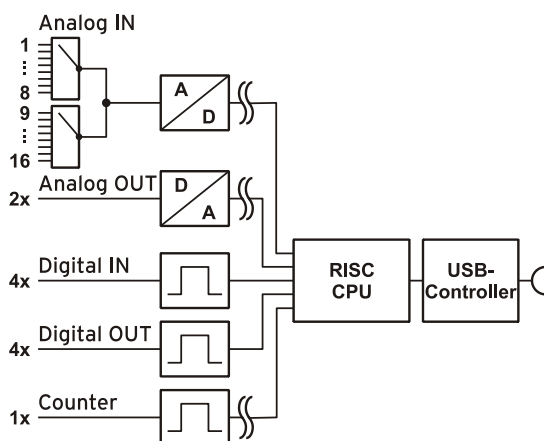 Analog IN
1
8
9
16
A
D
Analog OUT
2x
D
A
Digital IN
4x
RISC
CPU
USB-
Controller
Digital OUT
4x
Counter
1x